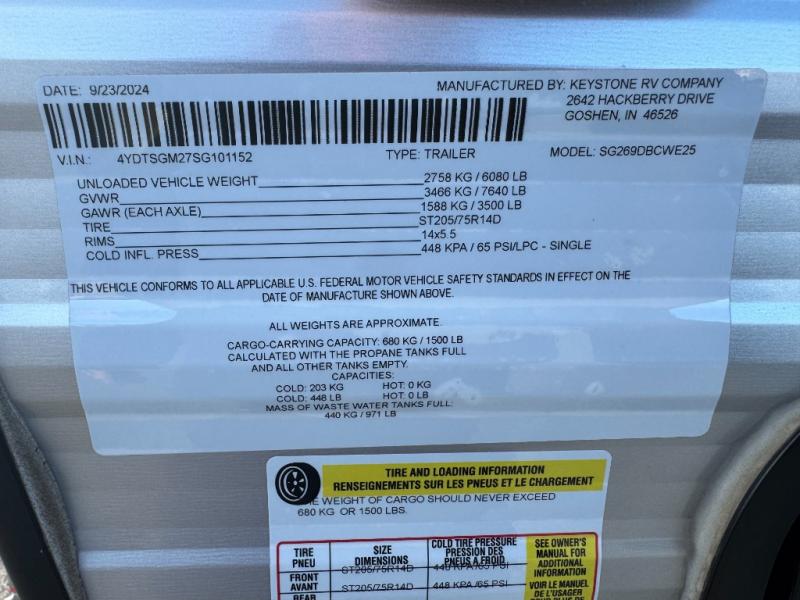 DATE: 9/23/2024
MANUFACTURED BY: KEYSTONE RV COMPANY
2642 HACKBERRY DRIVE
GOSHEN, IN 46526
V.I.N.: 4YDTSGM27SG101152 TYPE: TRAILER MODEL: SG269DBCWE25
UNLOADED VEHICLE WEIGHT 2758 KG / 6080 LB
GVWR 3466 KG / 7640 LB
GAWR (EACH AXLE) 1588 KG / 3500 LB
TIRE ST205/75R14D
RIMS 14x5.5
COLD INFL. PRESS 448 KPA / 65 PSI/LPC - SINGLE
THIS VEHICLE CONFORMS TO ALL APPLICABLE U.S. FEDERAL MOTOR VEHICLE SAFETY STANDARDS IN EFFECT ON THE
DATE OF MANUFACTURE SHOWN ABOVE.
ALL WEIGHTS ARE APPROXIMATE.
CARGO-CARRYING CAPACITY: 680 KG / 1500 LB
CALCULATED WITH THE PROPANE TANKS FULL
AND ALL OTHER TANKS EMPTY.
CAPACITIES:
COLD: 203 KG HOT: 0 KG
COLD: 448 LB HOT: 0 LB
MASS OF WASTE WATER TANKS FULL:
440 KG / 971 LB
TIRE AND LOADING INFORMATION
RENSEIGNEMENTS SUR LES PNEUS ET LE CHARGEMENT
THE WEIGHT OF CARGO SHOULD NEVER EXCEED
680 KG OR 1500 LBS.
TIRE
PNEU
SIZE
DIMENSIONS
COLD TIRE PRESSURE
PRESSION DES
PNEUS A FROID
SEE OWNER'S
MANUAL FOR
ADDITIONAL
INFORMATION
VOIR LE MANUEL
DE L'USAGER
POUR PLUS DE
ST205/75R14D
448 KPA /65 PSI
FRONT
AVANT
ST205/75R14D
448 KPA /65 PSI
REAR